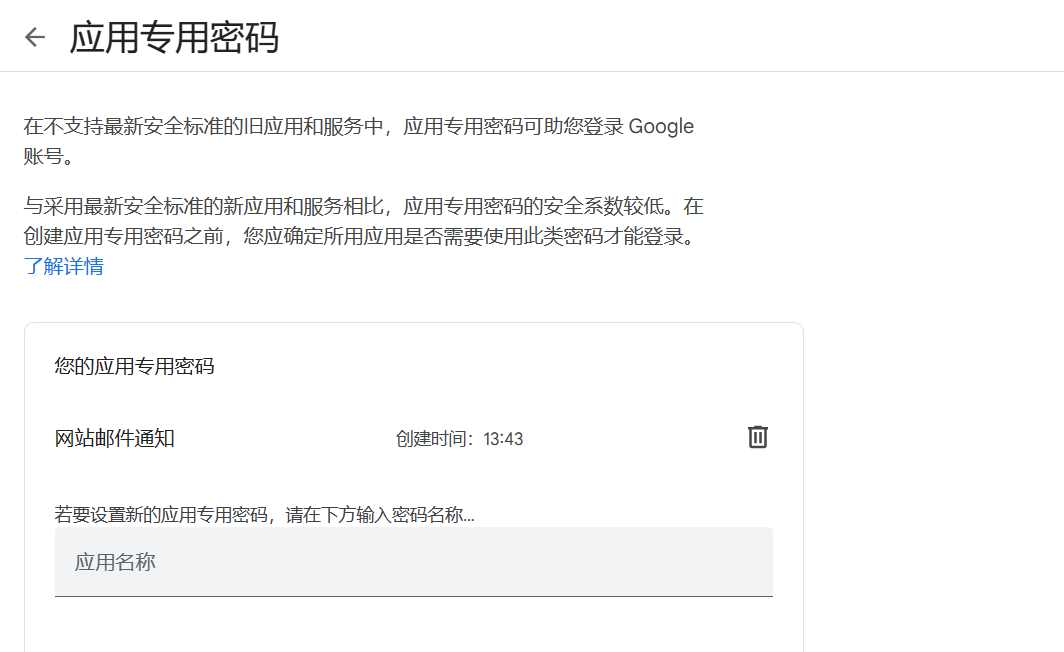 应用专用密码
在不支持最新安全标准的旧应用和服务中，应用专用密码可助您登录 Google
账号。
与采用最新安全标准的新应用和服务相比，应用专用密码的安全系数较低。在
创建应用专用密码之前，您应确定所用应用是否需要使用此类密码才能登录。
了解详情
您的应用专用密码
网站邮件通知 创建时间：13:43
若要设置新的应用专用密码，请在下方输入密码名称...
应用名称